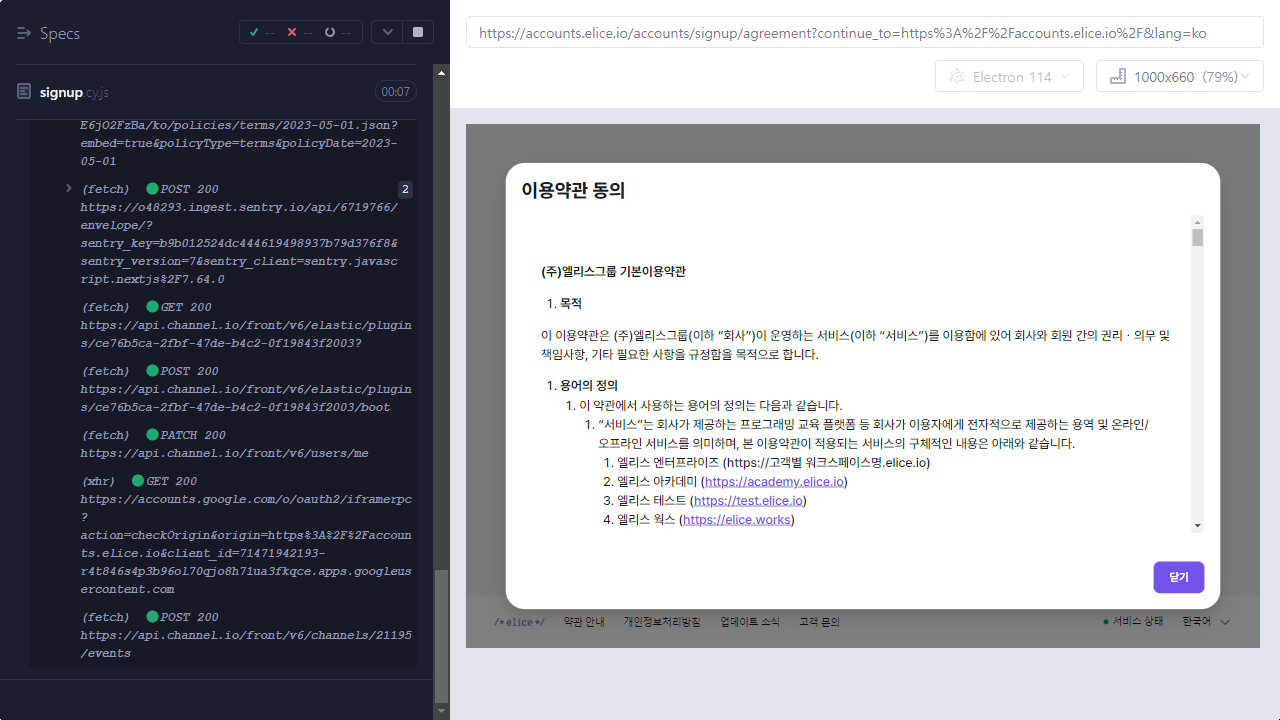 Specs
--
--
--
signup.cy.js
00:07
E6jO2FzBa/ko/policies/terms/2023-05-01.json?
embed=true&policyType=terms&policyDate=2023-
05-01
(fetch) POST 200
2
https://o48293.ingest.sentry.io/api/6719766/
envelope/?
sentry_key=b9b012524dc444619498937b79d376f8&
sentry_version=7&sentry_client=sentry.javasc
ript.nextjs%2F7.64.0
(fetch) GET 200
https://api.channel.io/front/v6/elastic/plugin
s/ce76b5ca-2fbf-47de-b4c2-0f19843f2003?
(fetch) POST 200
https://api.channel.io/front/v6/elastic/plugin
s/ce76b5ca-2fbf-47de-b4c2-0f19843f2003/boot
(fetch) PATCH 200
https://api.channel.io/front/v6/users/me
(xhr) GET 200
https://accounts.google.com/o/oauth2/iframerpc
?
action=checkOrigin&origin=https%3A%2F%2Faccoun
ts.elice.io&client_id=71471942193-
r4t846s4p3b96ol70qjo8h71ua3fkqce.apps.googleus
ercontent.com
(fetch) POST 200
https://api.channel.io/front/v6/channels/21195
/events
https://accounts.elice.io/accounts/signup/agreement?continue_to=https%3A%2F%2Faccounts.elice.io%2F&lang=ko
Electron 114
1000x660 (79%)
이용약관 동의
(주)엘리스그룹 기본이용약관
1. 목적
이 이용약관은 (주)엘리스그룹(이하 “회사”)이 운영하는 서비스(이하 “서비스”)를 이용함에 있어 회사와 회원 간의 권리ㆍ의무 및
책임사항, 기타 필요한 사항을 규정함을 목적으로 합니다.
1. 용어의 정의
1. 이 약관에서 사용하는 용어의 정의는 다음과 같습니다.
1. “서비스”는 회사가 제공하는 프로그래밍 교육 플랫폼 등 회사가 이용자에게 전자적으로 제공하는 용역 및 온라인/
오프라인 서비스를 의미하며, 본 이용약관이 적용되는 서비스의 구체적인 내용은 아래와 같습니다.
1. 엘리스 엔터프라이즈 (https://고객별 워크스페이스명.elice.io)
2. 엘리스 아카데미 (https://academy.elice.io)
3. 엘리스 테스트 (https://test.elice.io)
4. 엘리스 웍스 (https://elice.works)
닫기
/*elice*/ 약관 안내 개인정보처리방침 업데이트 소식 고객 문의
서비스 상태 한국어